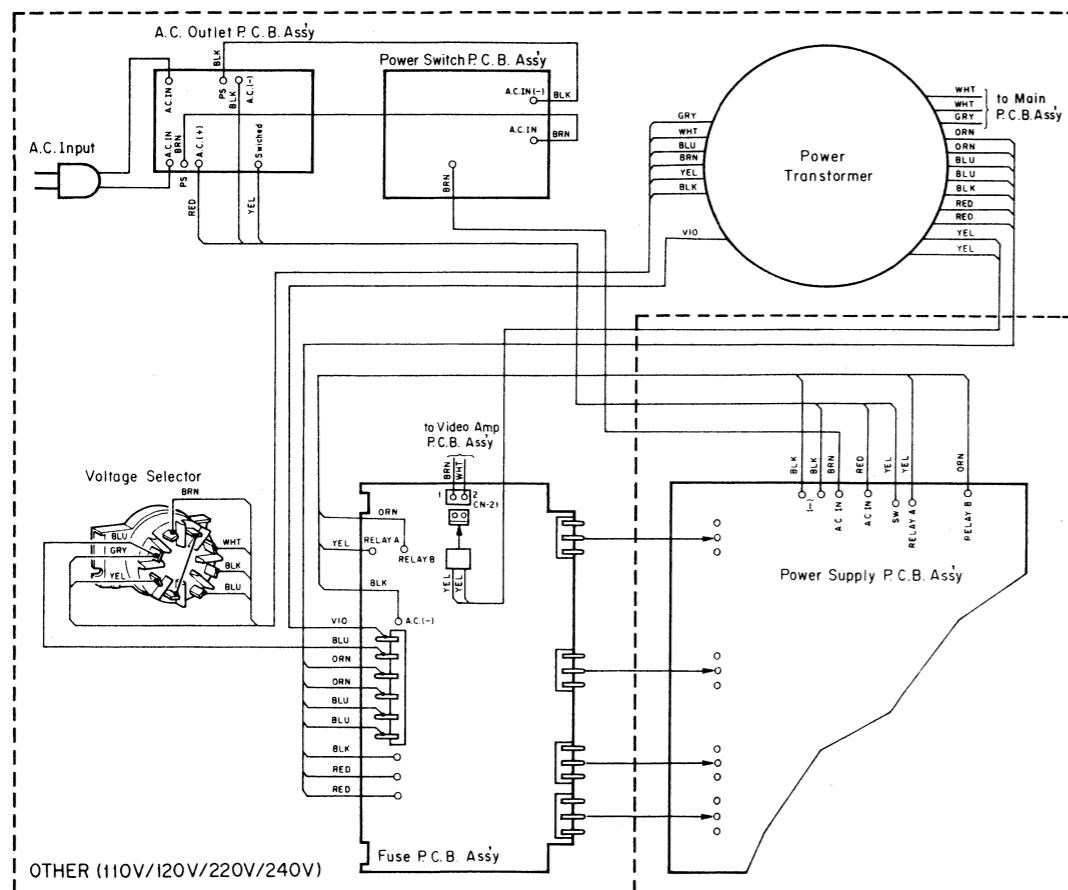 A.C. Outlet P.C.B. Ass'y
BLK
Power Switch P.C.B. Ass'y
A.C.IN
PS
BLK
A.C.(-)
A.C.IN(-)
BLK
A.C.IN
BRN
A.C. Input
A.C.IN
BRN
PS
A.C.(+)
Switched
RED
YEL
BRN
GRY
WHT
BLU
BRN
YEL
BLK
VIO
Power
Transtormer
WHT
WHT
GRY
to Main
P.C.B.Ass'y
ORN
ORN
BLU
BLU
BLK
RED
RED
YEL
YEL
to Video Amp
P.C.B. Ass'y
BRN
WHT
1
2
CN-21
BLK
BLK
BRN
RED
YEL
YEL
ORN
(-)
A.C IN
A.C IN
SW
RELAY A
RELAY B
Voltage Selector
BRN
BLU
GRY
YEL
WHT
BLK
BLU
ORN
YEL
RELAY A
RELAY B
YEL
YEL
BLK
A.C.(-)
VIO
BLU
ORN
ORN
BLU
BLU
BLK
RED
RED
Power Supply P.C.B. Ass'y
Fuse P.C.B. Ass'y
OTHER (110V/120V/220V/240V)